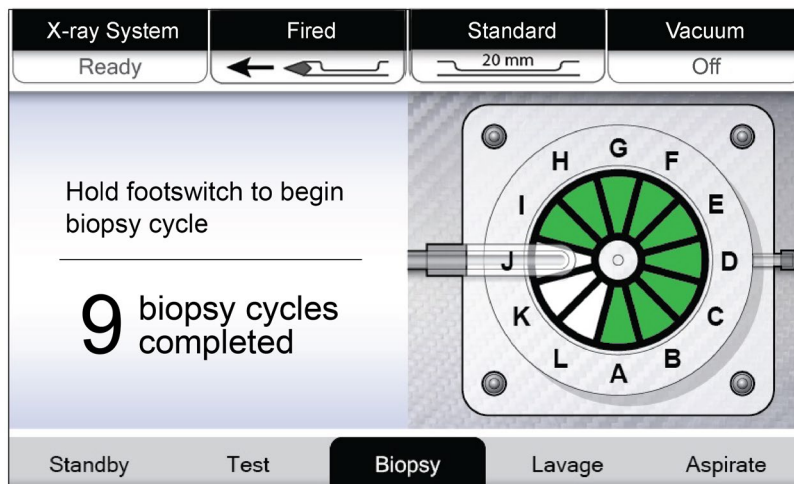 X-ray System
Fired
Standard
Vacuum
Ready
20 mm
Off
Hold footswitch to begin
biopsy cycle
9 biopsy cycles
completed
G
H
F
I
E
J
D
K
C
L
B
A
Standby
Test
Biopsy
Lavage
Aspirate